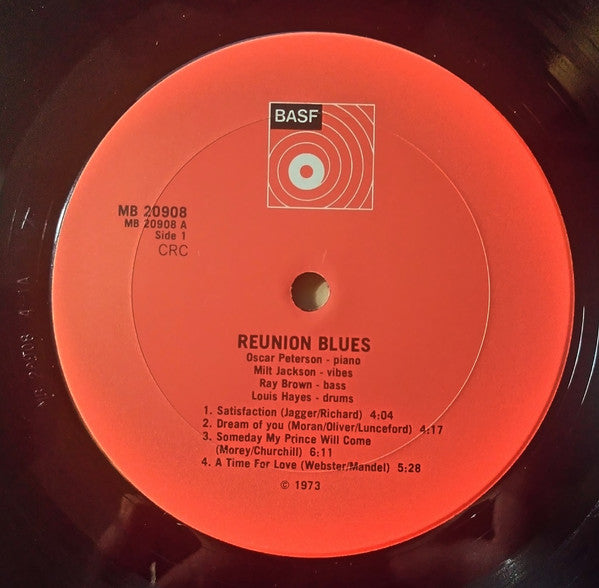 BASF
MB 20908
MB 20908 A
Side 1
CRC
REUNION BLUES
Oscar Peterson - piano
Milt Jackson - vibes
Ray Brown - bass
Louis Hayes - drums
1. Satisfaction (Jagger/Richard) 4:04
2. Dream of you (Moran/Oliver/Lunceford) 4:17
3. Someday My Prince Will Come
(Morey/Churchill) 6:11
4. A Time For Love (Webster/Mandel) 5:28
© 1973